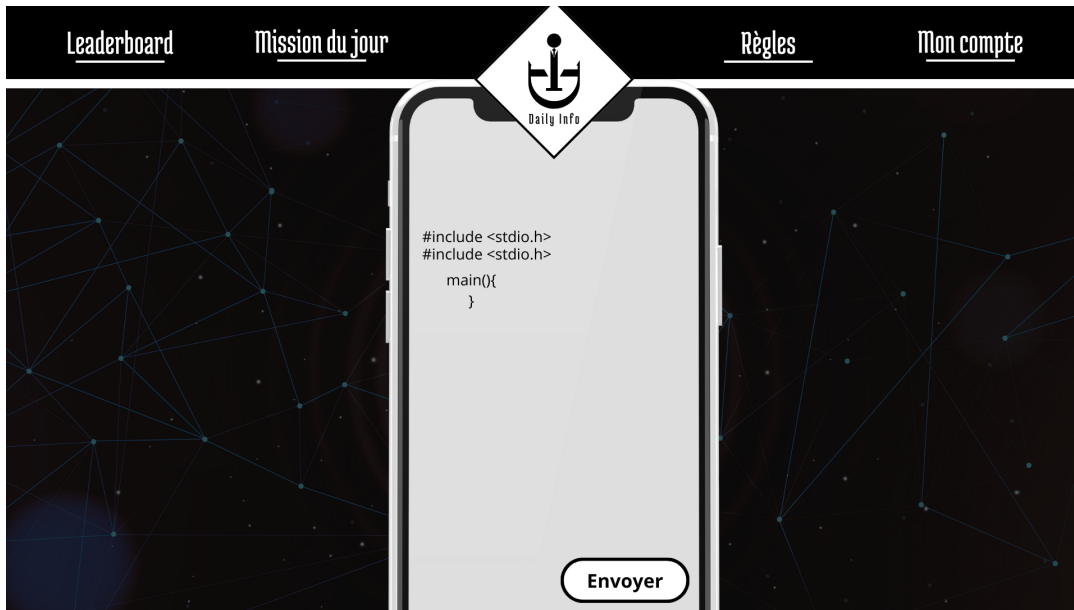 Leaderboard
Mission du jour
Règles
Mon compte
Daily Info
#include <stdio.h>
#include <stdio.h>
main(){
}
Envoyer